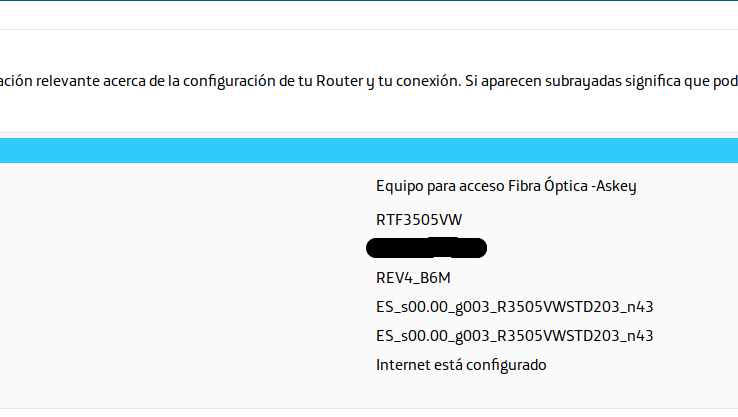 ación relevante acerca de la configuración de tu Router y tu conexión. Si aparecen subrayadas significa que pod
Equipo para acceso Fibra Óptica -Askey
RTF3505VW
REV4_B6M
ES_s00.00_g003_R3505VWSTD203_n43
ES_s00.00_g003_R3505VWSTD203_n43
Internet está configurado